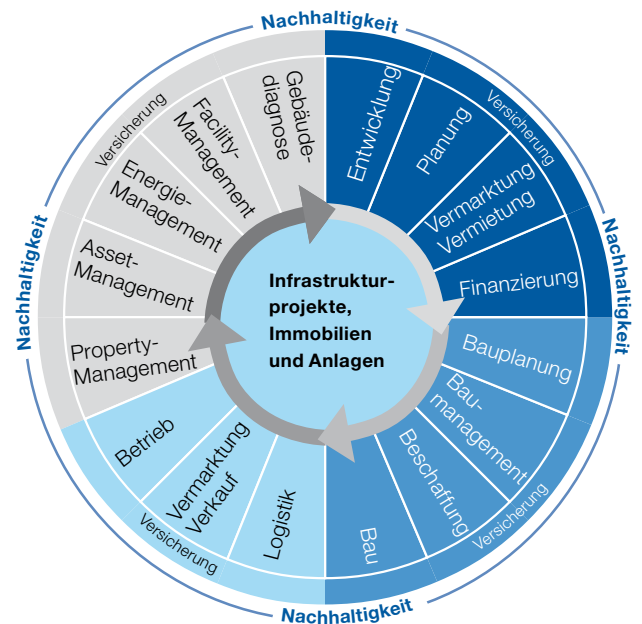 Nachhaltigkeit
Versicherung
Entwicklung
Planung
Vermarktung
Vermietung
Finanzierung
Nachhaltigkeit
Bauplanung
Bau-
management
Beschaffung
Bau
Versicherung
Nachhaltigkeit
Logistik
Vermarktung
Verkauf
Betrieb
Versicherung
Property-
Management
Asset-
Management
Energie-
Management
Facility-
Management
Gebäude-
diagnose
Versicherung
Nachhaltigkeit
Infrastruktur-
projekte,
Immobilien
und Anlagen